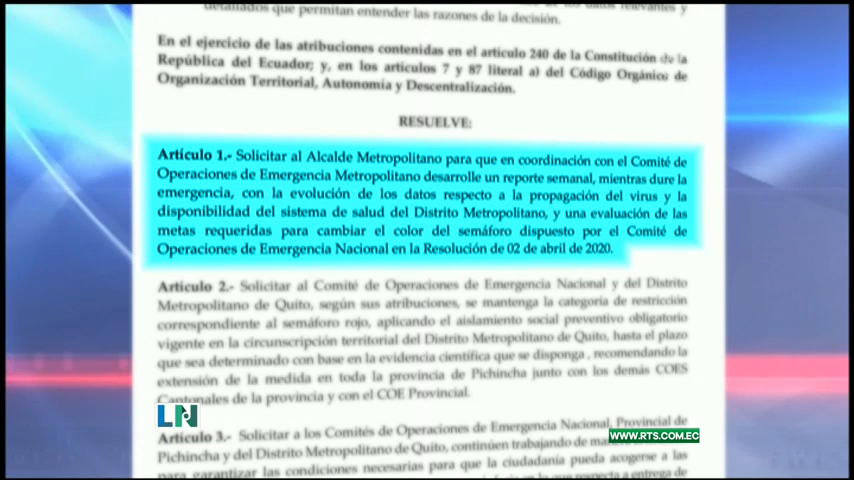 detallados que permitan entender las razones de la decisión.
En el ejercicio de las atribuciones contenidas en el artículo 240 de la Constitución de la
República del Ecuador; y, en los artículos 7 y 87 literal a) del Código Orgánico de
Organización Territorial, Autonomía y Descentralización.
RESUELVE:
Artículo 1.- Solicitar al Alcalde Metropolitano para que en coordinación con el Comité de
Operaciones de Emergencia Metropolitano desarrolle un reporte semanal, mientras dure la
emergencia, con la evolución de los datos respecto a la propagación del virus y la
disponibilidad del sistema de salud del Distrito Metropolitano, y una evaluación de las
metas requeridas para cambiar el color del semáforo dispuesto por el Comité de
Operaciones de Emergencia Nacional en la Resolución de 02 de abril de 2020.
Artículo 2.- Solicitar al Comité de Operaciones de Emergencia Nacional y del Distrito
Metropolitano de Quito, según sus atribuciones, se mantenga la categoría de restricción
correspondiente al semáforo rojo, aplicando el aislamiento social preventivo obligatorio
vigente en la circunscripción territorial del Distrito Metropolitano de Quito, hasta el plazo
que sea determinado con base en la evidencia científica que se disponga , recomendando la
extensión de la medida en toda la provincia de Pichincha junto con los demás COES
Cantonales de la provincia y con el COE Provincial.
LN
Artículo 3.- Solicitar a los Comités de Operaciones de Emergencia Nacional, Provincial de
WWW.RTS.COM.EC
Pichincha y del Distrito Metropolitano de Quito, continúen trabajando de
para garantizar las condiciones necesarias para que la ciudadanía pueda acogerse a las